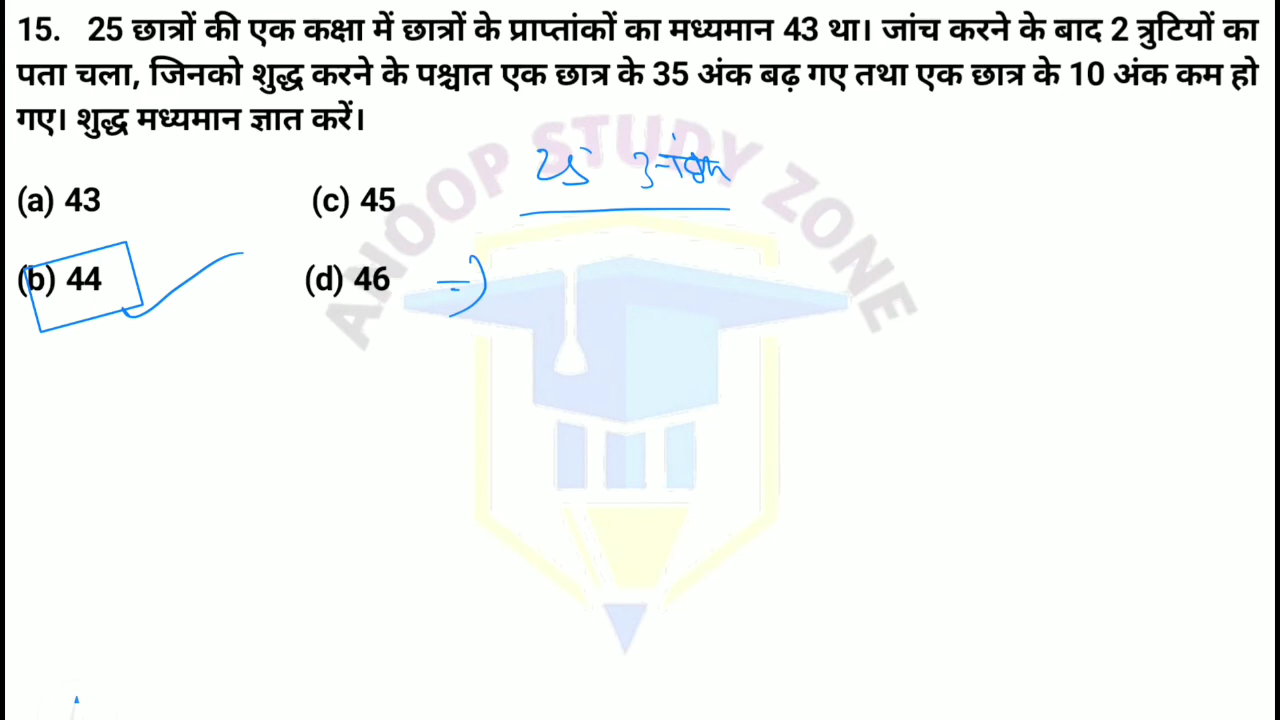 15. 25 छात्रों की एक कक्षा में छात्रों के प्राप्तांकों का मध्यमान 43 था। जांच करने के बाद 2 त्रुटियों का
पता चला, जिनको शुद्ध करने के पश्चात एक छात्र के 35 अंक बढ़ गए तथा एक छात्र के 10 अंक कम हो
गए। शुद्ध मध्यमान ज्ञात करें।
ANOOP STUDY ZONE
25
(a) 43 (c) 45
(b) 44 (d) 46